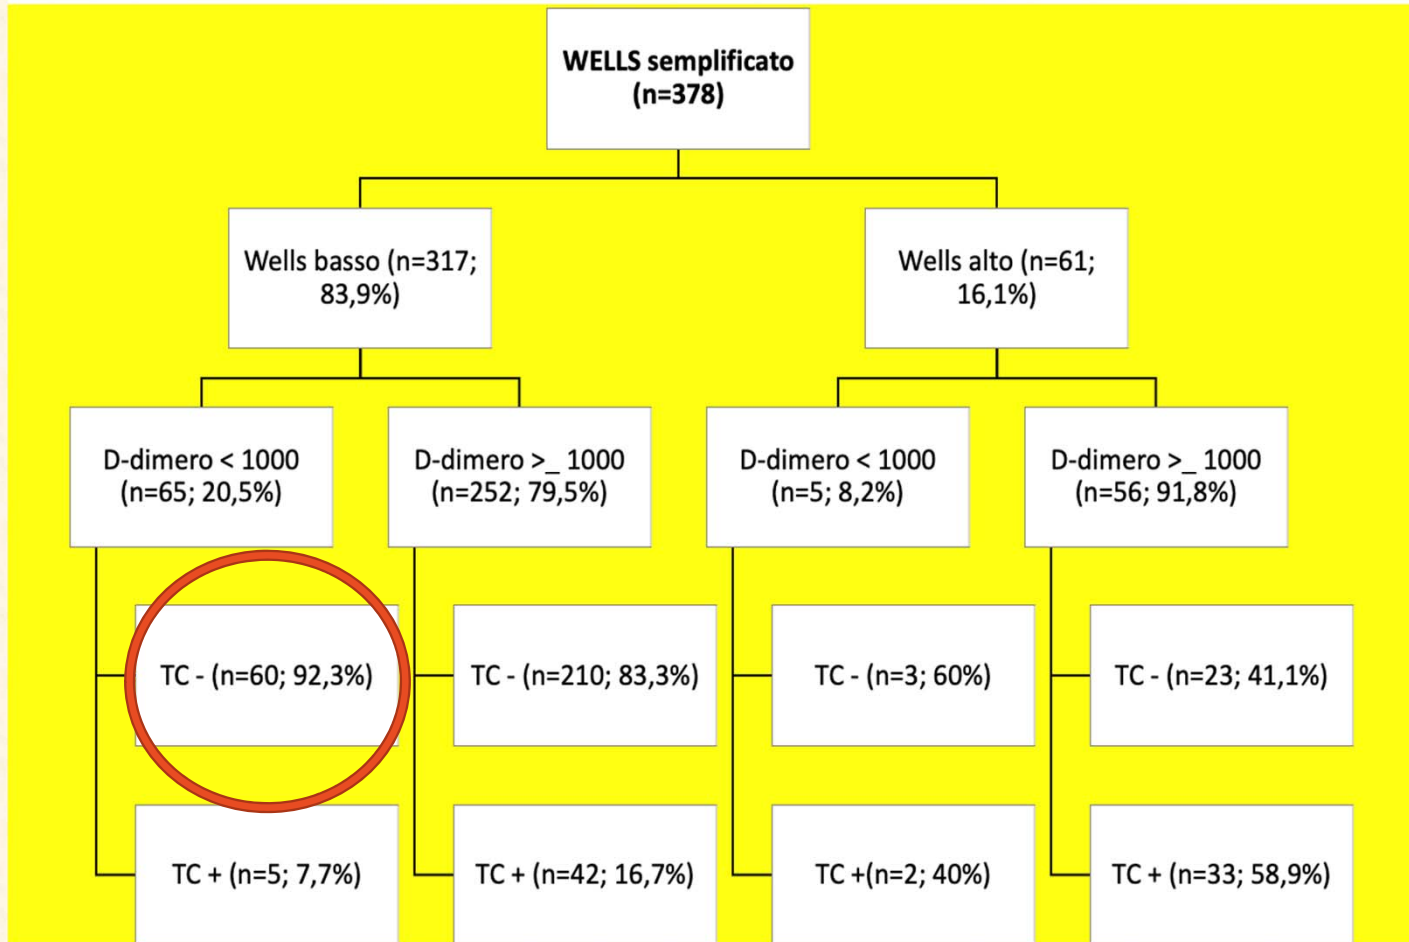 WELLS semplificato
(n=378)
Wells basso (n=317;
83,9%)
Wells alto (n=61;
16,1%)
D-dimero < 1000
(n=65; 20,5%)
D-dimero >_ 1000
(n=252; 79,5%)
D-dimero < 1000
(n=5; 8,2%)
D-dimero >_ 1000
(n=56; 91,8%)
TC - (n=60; 92,3%)
TC - (n=210; 83,3%)
TC - (n=3; 60%)
TC - (n=23; 41,1%)
TC + (n=5; 7,7%)
TC + (n=42; 16,7%)
TC +(n=2; 40%)
TC + (n=33; 58,9%)